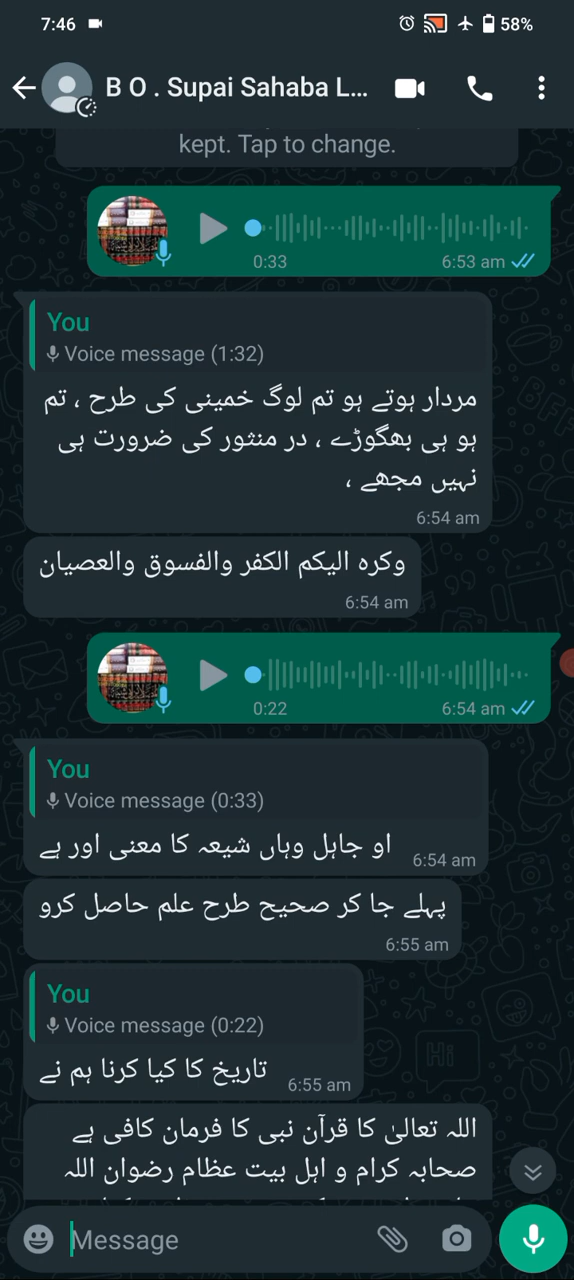 7:46
58%
B O . Supai Sahaba L...
kept. Tap to change.
0:33
6:53 am
You
Voice message (1:32)
مردار ہوتے ہو تم لوگ خمینی کی طرح ، تم
ہو ہی بھگوڑے ، در منثور کی ضرورت ہی
نہیں مجھے ،
6:54 am
وكره اليكم الكفر والفسوق والعصيان
6:54 am
0:22
6:54 am
You
Voice message (0:33)
او جاہل وہاں شیعہ کا معنی اور ہے
6:54 am
پہلے جا کر صحیح طرح علم حاصل کرو
6:55 am
You
Voice message (0:22)
تاریخ کا کیا کرنا ہم نے
6:55 am
اللہ تعالیٰ کا قرآن نبی کا فرمان کافی ہے
صحابہ کرام و اہل بیت عظام رضوان اللہ
Message